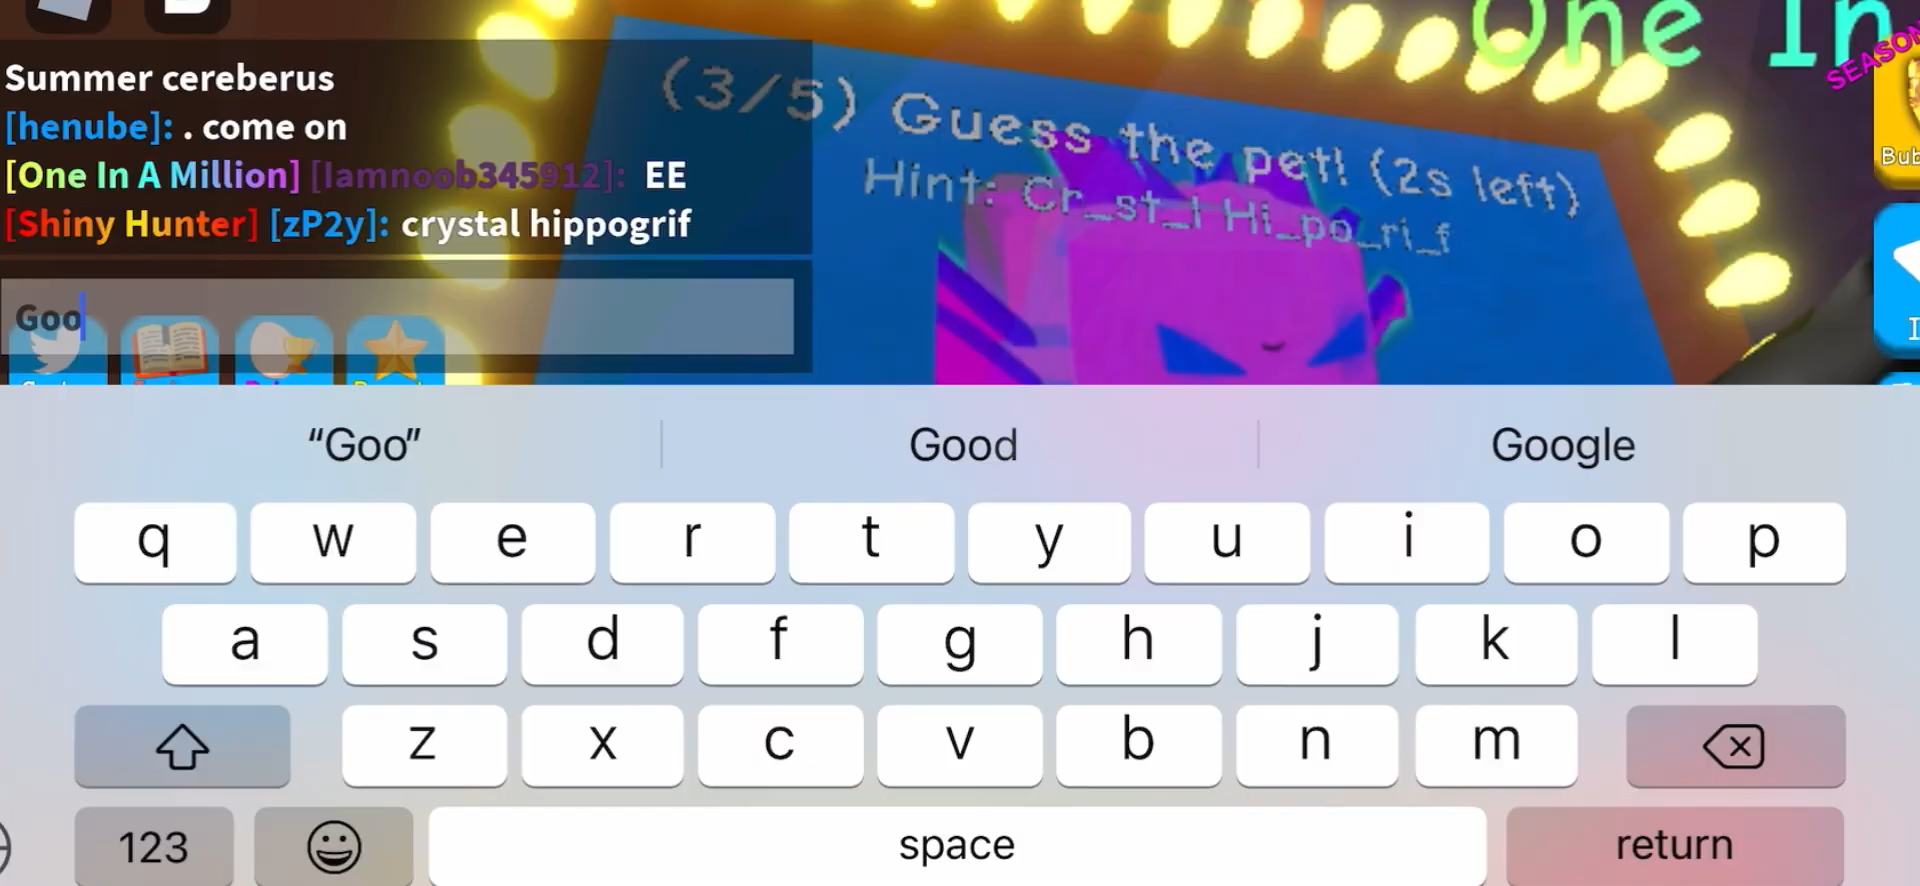 One In
SEASON
Summer cereberus
[henube]: . come on
[One In A Million] [Iamnoob345912]: EE
[Shiny Hunter] [zP2y]: crystal hippogrif
(3/5) Guess the pet! (2s left)
Hint: Cr_st_l Hi_po_ri_f
Bub
Goo
“Goo” Good Google
q w e r t y u i o p
a s d f g h j k l
z x c v b n m
123 space return